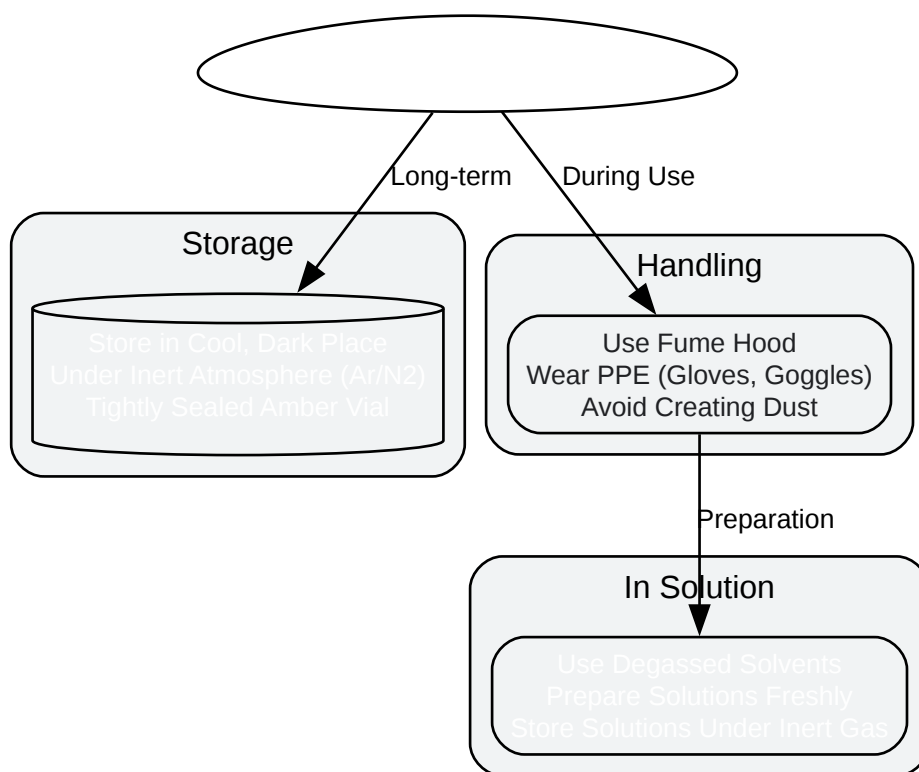 Long-term
During Use
Storage
Handling
Store in Cool, Dark Place
Under Inert Atmosphere (Ar/N2)
Tightly Sealed Amber Vial
Use Fume Hood
Wear PPE (Gloves, Goggles)
Avoid Creating Dust
Preparation
In Solution
Use Degassed Solvents
Prepare Solutions Freshly
Store Solutions Under Inert Gas